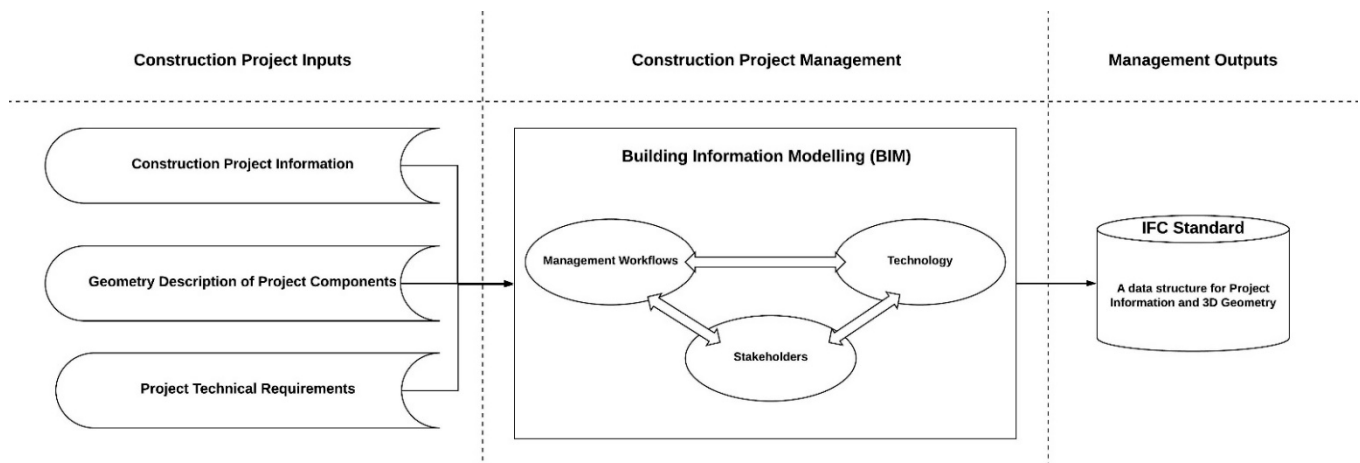 Construction Project Inputs
Construction Project Management
Management Outputs
Construction Project Information
Geometry Description of Project Components
Project Technical Requirements
Building Information Modelling (BIM)
Management Workflows
Technology
Stakeholders
IFC Standard
A data structure for Project
Information and 3D Geometry